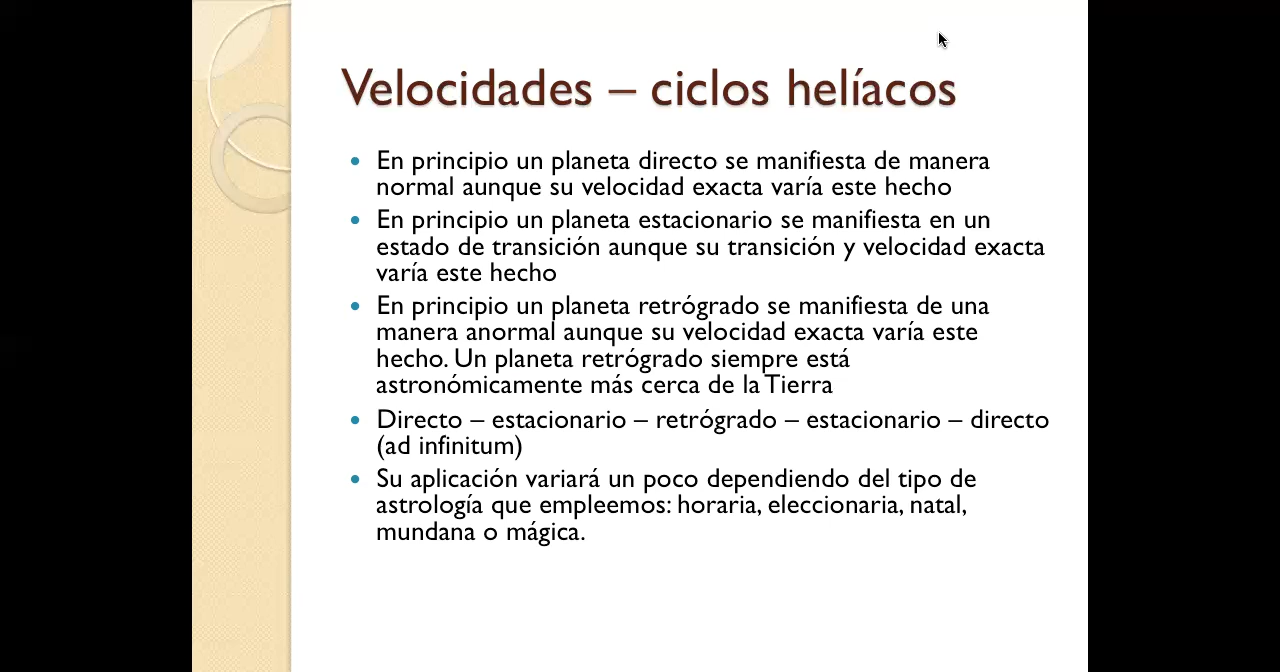 Velocidades – ciclos helíacos
• En principio un planeta directo se manifiesta de manera
normal aunque su velocidad exacta varía este hecho
• En principio un planeta estacionario se manifiesta en un
estado de transición aunque su transición y velocidad exacta
varía este hecho
• En principio un planeta retrógrado se manifiesta de una
manera anormal aunque su velocidad exacta varía este
hecho. Un planeta retrógrado siempre está
astronómicamente más cerca de la Tierra
• Directo – estacionario – retrógrado – estacionario – directo
(ad infinitum)
• Su aplicación variará un poco dependiendo del tipo de
astrología que empleemos: horaria, eleccionaria, natal,
mundana o mágica.